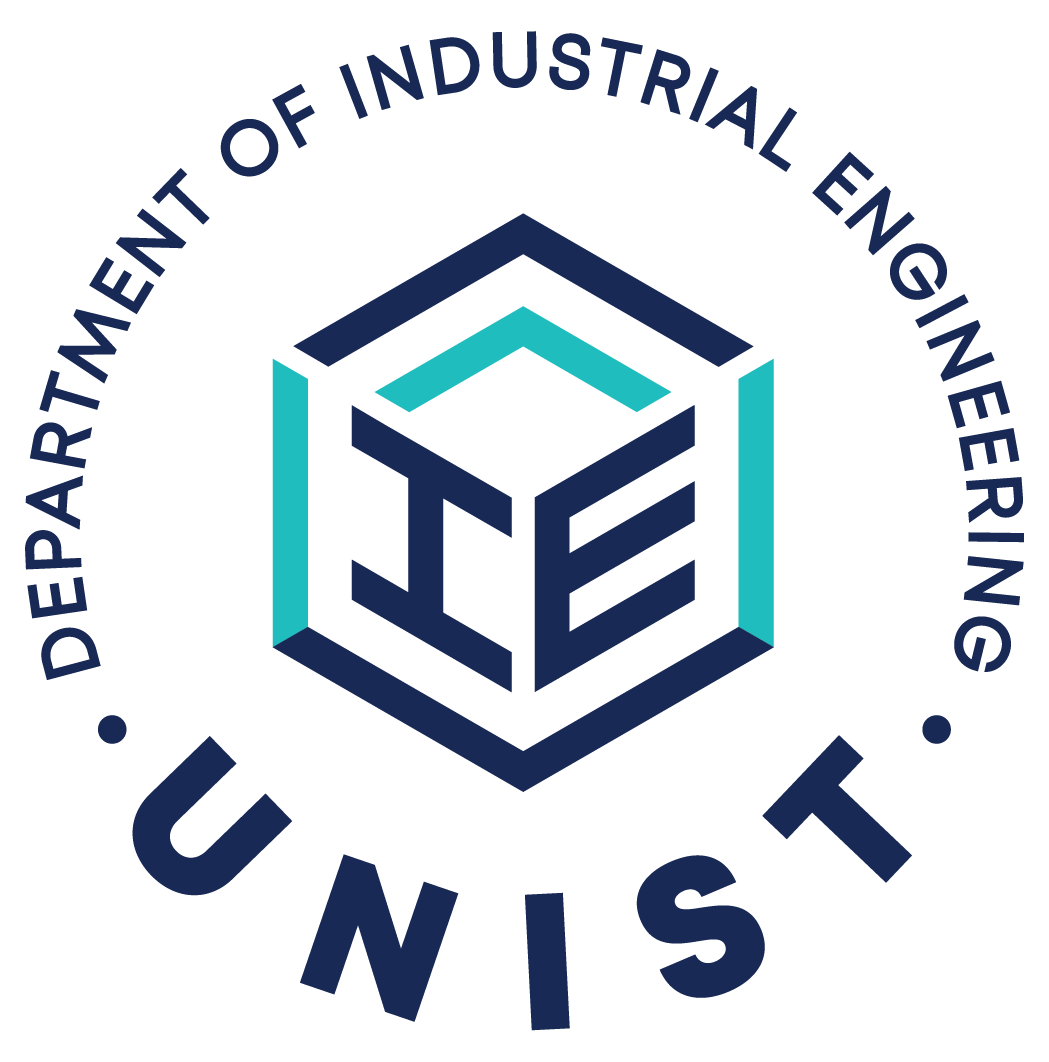 DEPARTMENT OF INDUSTRIAL ENGINEERING
IE
• UNIST •